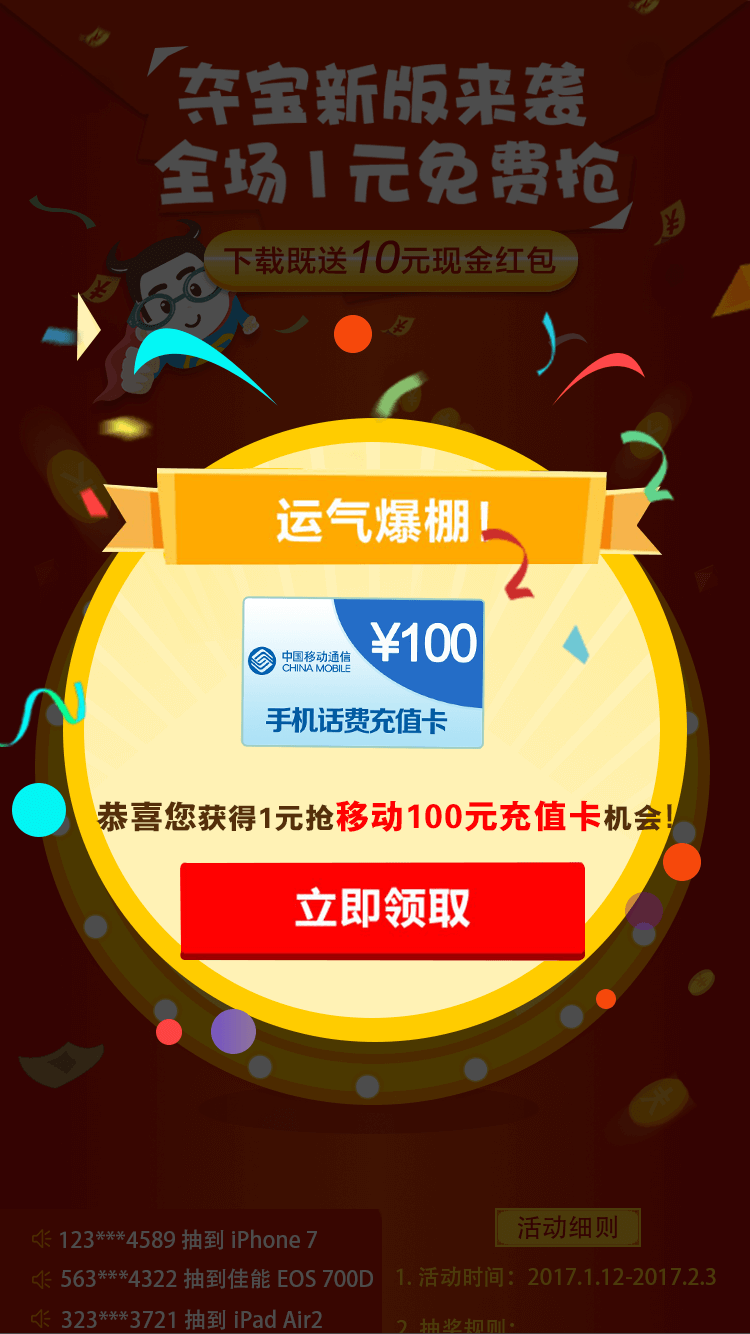 夺宝新版来袭
全场1元免费抢
下载既送10元现金红包
运气爆棚!
¥100
中国移动通信
CHINA MOBILE
手机话费充值卡
恭喜您获得1元抢移动100元充值卡机会!
立即领取
123***4589 抽到 iPhone 7
563***4322 抽到佳能 EOS 700D
323***3721 抽到 iPad Air2
活动细则
1. 活动时间：2017.1.12-2017.2.3
2. 抽奖规则：